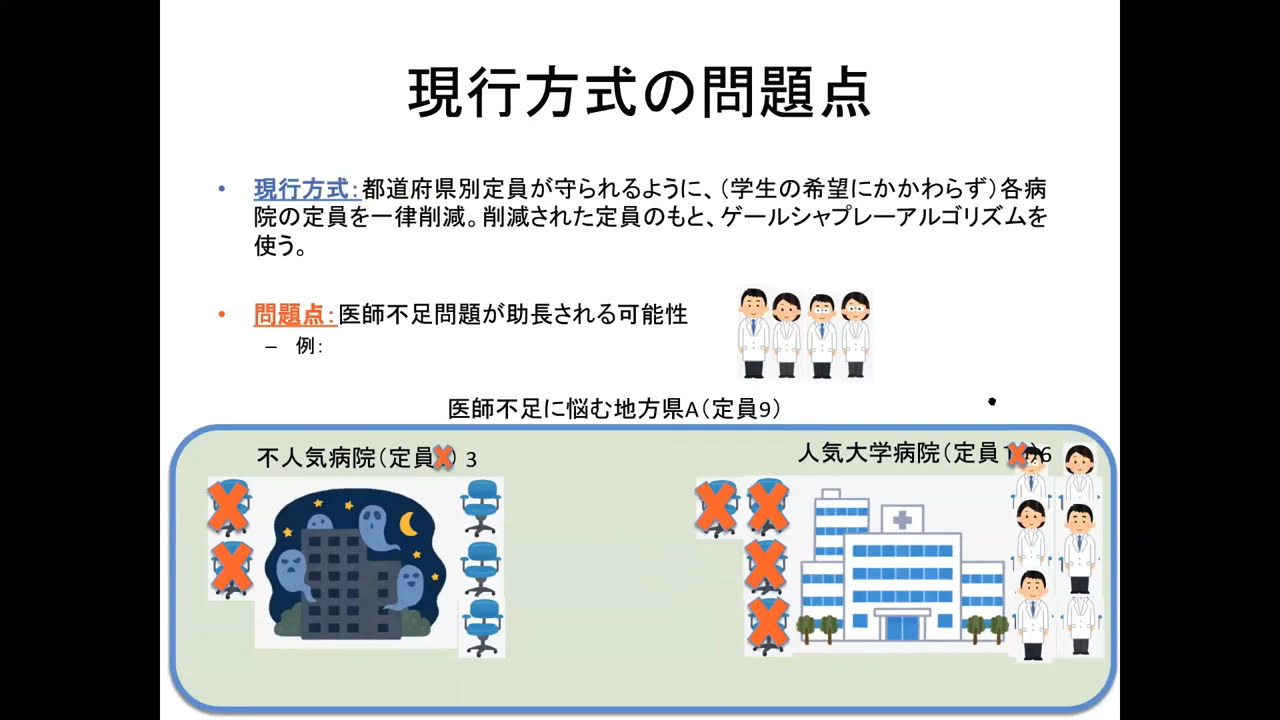 現行方式の問題点
• 現行方式：都道府県別定員が守られるように、（学生の希望にかかわらず）各病
院の定員を一律削減。削減された定員のもと、ゲールシャプレーアルゴリズムを
使う。
• 問題点：医師不足問題が助長される可能性
– 例：
医師不足に悩む地方県A（定員9）
不人気病院（定員 ）3
人気大学病院（定員 ）6